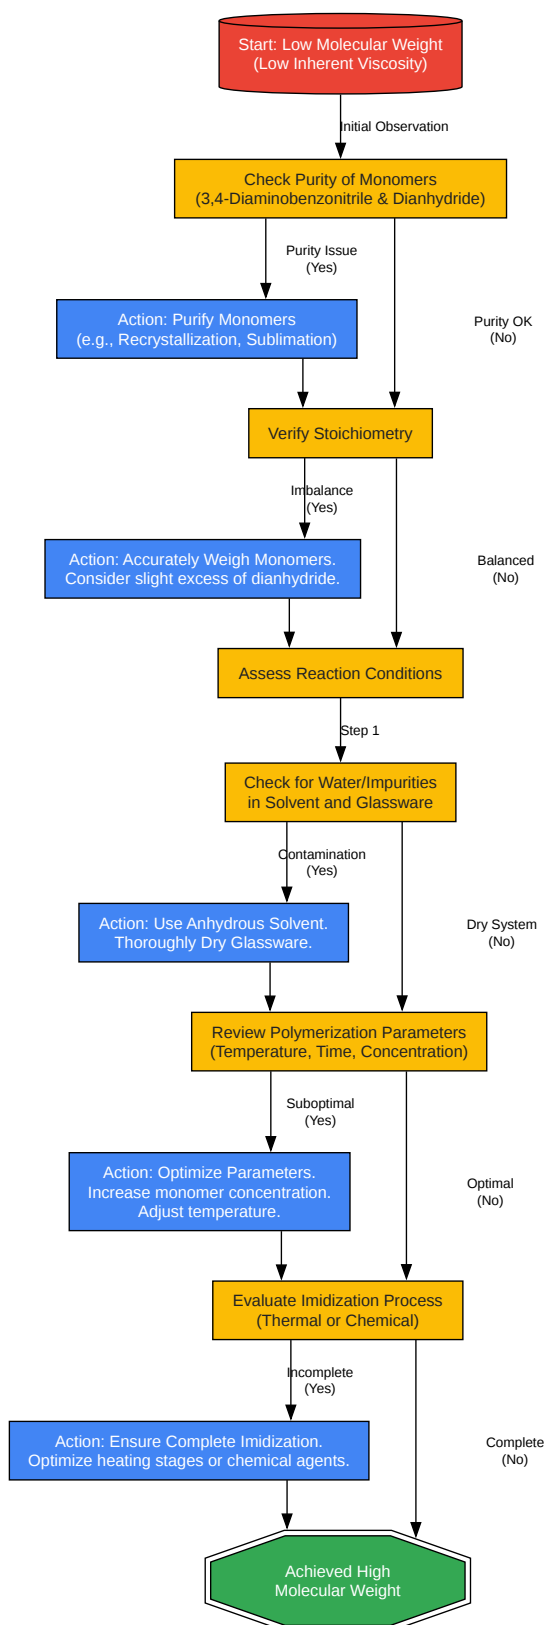 Start: Low Molecular Weight
(Low Inherent Viscosity)
Initial Observation
Check Purity of Monomers
(3,4-Diaminobenzonitrile & Dianhydride)
Purity Issue
(Yes)
Action: Purify Monomers
(e.g., Recrystallization, Sublimation)
Purity OK
(No)
Verify Stoichiometry
Imbalance
(Yes)
Action: Accurately Weigh Monomers.
Consider slight excess of dianhydride.
Balanced
(No)
Assess Reaction Conditions
Step 1
Check for Water/Impurities
in Solvent and Glassware
Contamination
(Yes)
Action: Use Anhydrous Solvent.
Thoroughly Dry Glassware.
Dry System
(No)
Review Polymerization Parameters
(Temperature, Time, Concentration)
Suboptimal
(Yes)
Action: Optimize Parameters.
Increase monomer concentration.
Adjust temperature.
Optimal
(No)
Evaluate Imidization Process
(Thermal or Chemical)
Incomplete
(Yes)
Action: Ensure Complete Imidization.
Optimize heating stages or chemical agents.
Complete
(No)
Achieved High
Molecular Weight